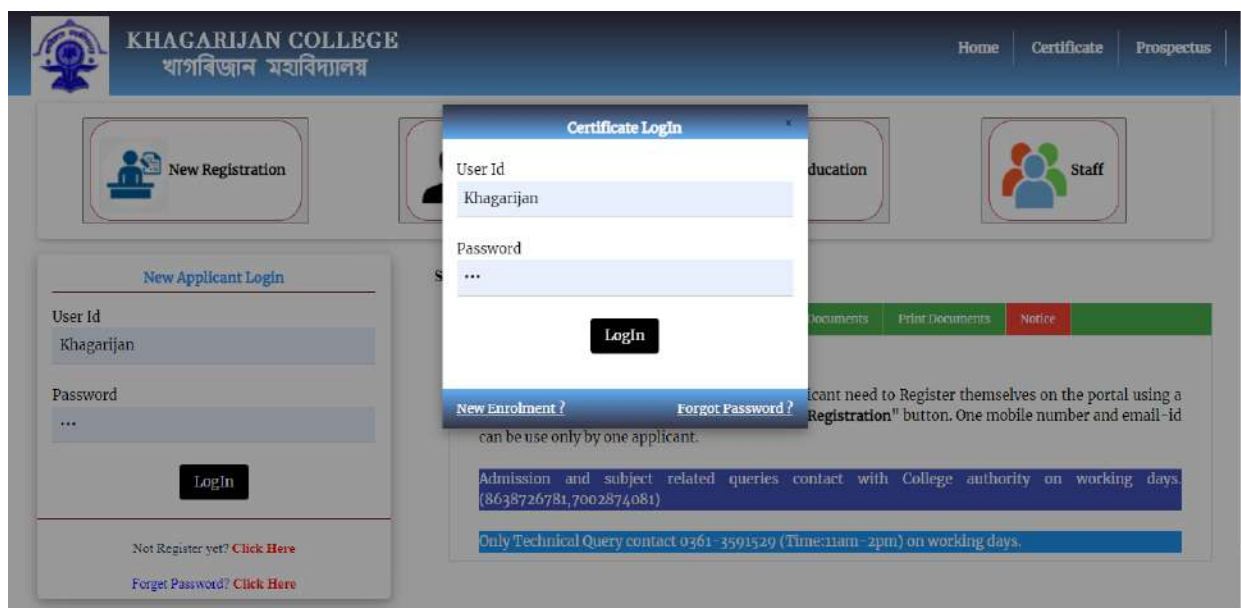 KHAGARIJAN COLLEGE
খাগৰিজান মহাবিদ্যালয়
Home
Certificate
Prospectus
New Registration
ducation
Staff
Certificate LogIn
x
User Id
Khagarijan
Password
•••
LogIn
New Enrolment ?
Forgot Password ?
New Applicant Login
User Id
Khagarijan
Password
•••
LogIn
Not Register yet? Click Here
Forget Password? Click Here
S
Documents
Print Documents
Notice
icant need to Register themselves on the portal using a
Registration" button. One mobile number and email-id
can be use only by one applicant.
Admission and subject related queries contact with College authority on working days.
(8638726781,7002874081)
Only Technical Query contact 0361-3591529 (Time:11am-2pm) on working days.